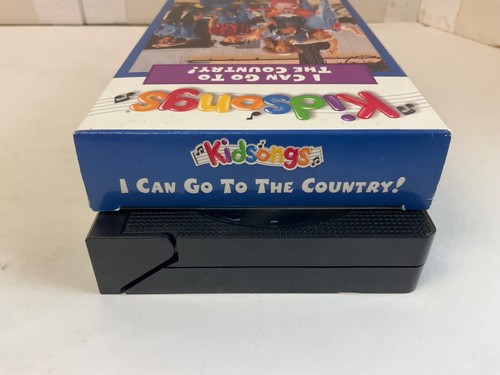 I CAN GO TO
THE COUNTRY!
Kidsongs
Kidsongs
I CAN GO TO THE COUNTRY!